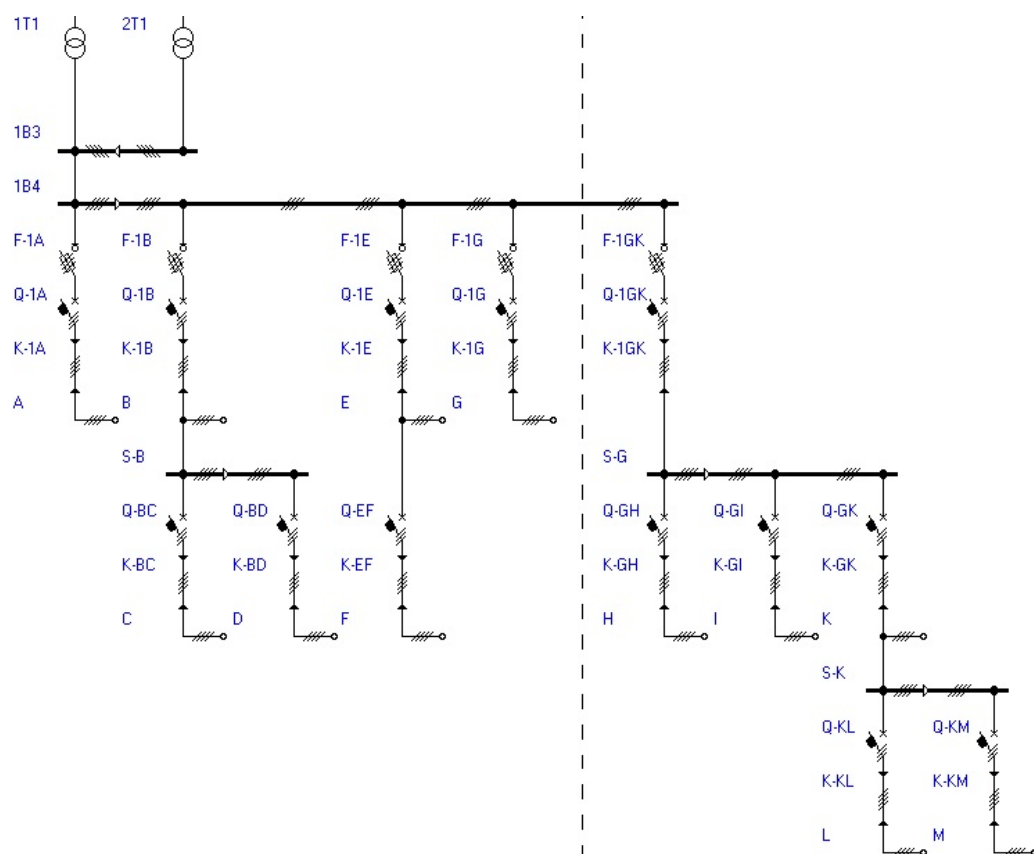 1T1 2T1
1B3
1B4
F-1A F-1B F-1E F-1G F-1GK
Q-1A Q-1B Q-1E Q-1G Q-1GK
K-1A K-1B K-1E K-1G K-1GK
A B E G
S-B S-G
Q-BC Q-BD Q-EF Q-GH Q-GI Q-GK
K-BC K-BD K-EF K-GH K-GI K-GK
C D F H I K
S-K
Q-KL Q-KM
K-KL K-KM
L M